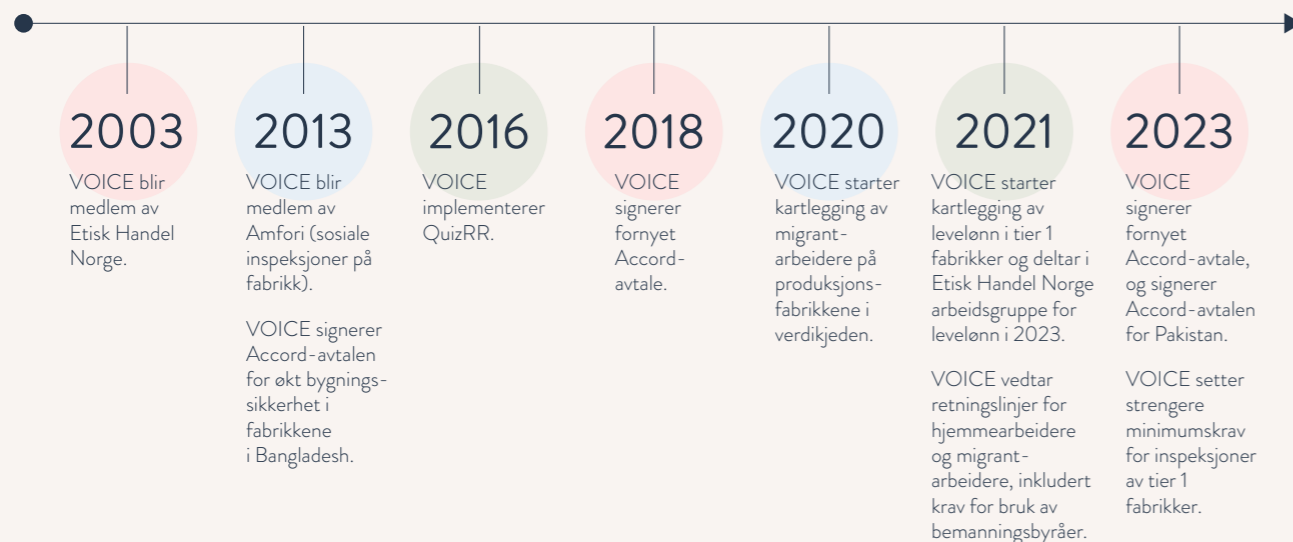 2003
VOICE blir
medlem av
Etisk Handel
Norge.
2013
VOICE blir
medlem av
Amfori (sosiale
inspeksjoner på
fabrikk).
VOICE signerer
Accord-avtalen
for økt bygnings-
sikkerhet i
fabrikkene
i Bangladesh.
2016
VOICE
implementerer
QuizRR.
2018
VOICE
signerer
fornyet
Accord-
avtale.
2020
VOICE starter
kartlegging av
migrant-
arbeidere på
produksjons-
fabrikkene i
verdikjeden.
2021
VOICE starter
kartlegging av
levelønn i tier 1
fabrikker og deltar i
Etisk Handel Norge
arbeidsgruppe for
levelønn i 2023.
VOICE vedtar
retningslinjer for
hjemmearbeidere
og migrant-
arbeidere, inkludert
krav for bruk av
bemanningsbyråer.
2023
VOICE
signerer
fornyet
Accord-avtale,
og signerer
Accord-avtalen
for Pakistan.
VOICE setter
strengere
minimumskrav
for inspeksjoner
av tier 1
fabrikker.